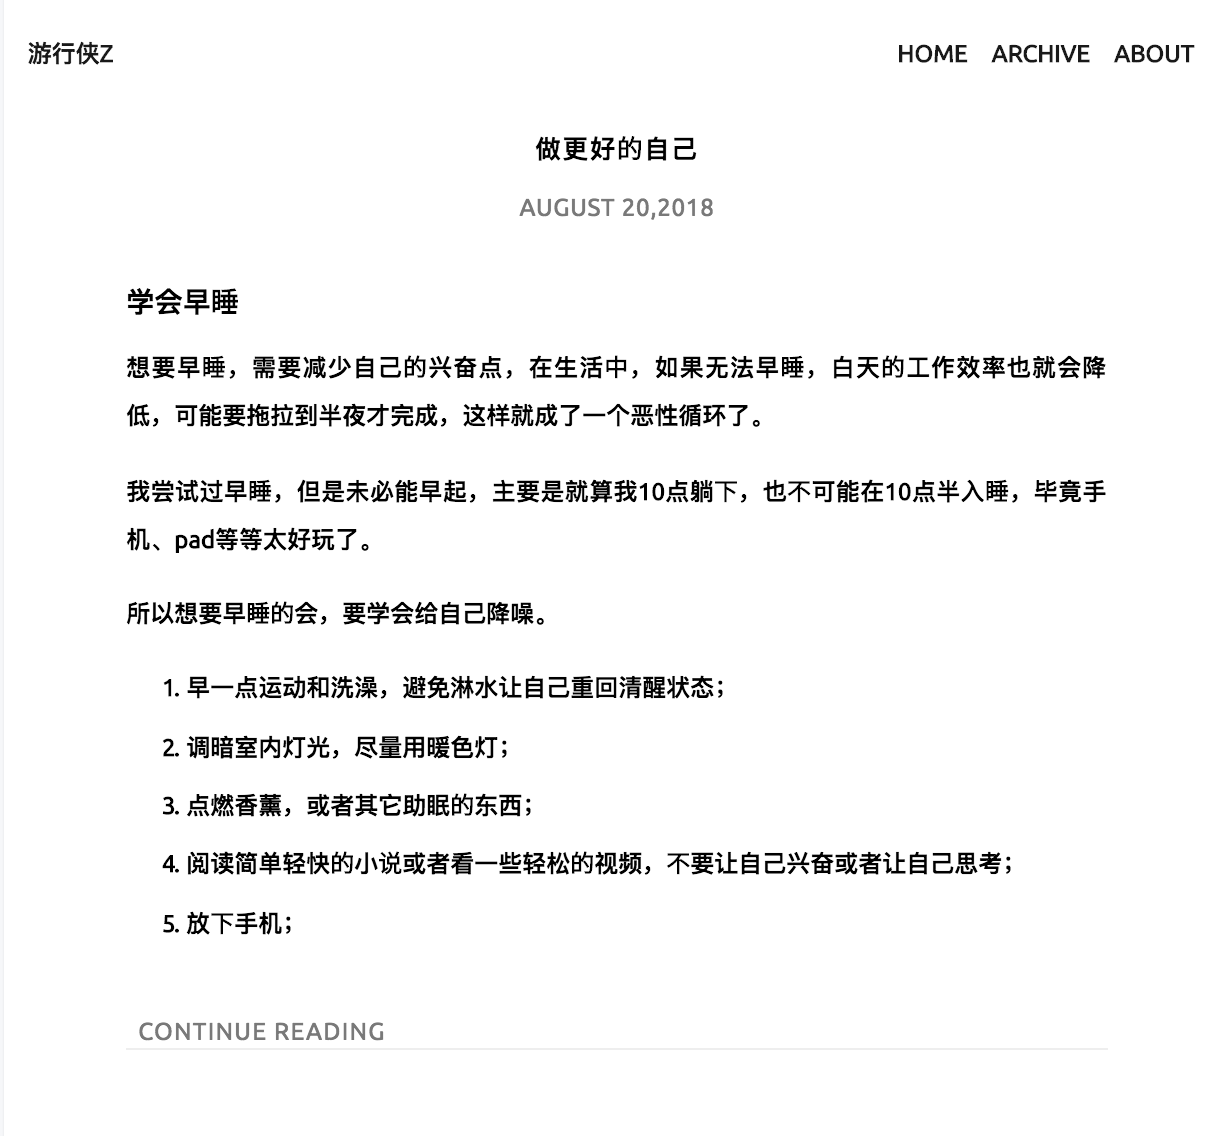 游行侠Z
HOME ARCHIVE ABOUT
做更好的自己
AUGUST 20,2018
学会早睡
想要早睡，需要减少自己的兴奋点，在生活中，如果无法早睡，白天的工作效率也就会降
低，可能要拖拉到半夜才完成，这样就成了一个恶性循环了。
我尝试过早睡，但是未必能早起，主要是就算我10点躺下，也不可能在10点半入睡，毕竟手
机、pad等等太好玩了。
所以想要早睡的会，要学会给自己降噪。
1. 早一点运动和洗澡，避免淋水让自己重回清醒状态；
2. 调暗室内灯光，尽量用暖色灯；
3. 点燃香薰，或者其它助眠的东西；
4. 阅读简单轻快的小说或者看一些轻松的视频，不要让自己兴奋或者让自己思考；
5. 放下手机；
CONTINUE READING